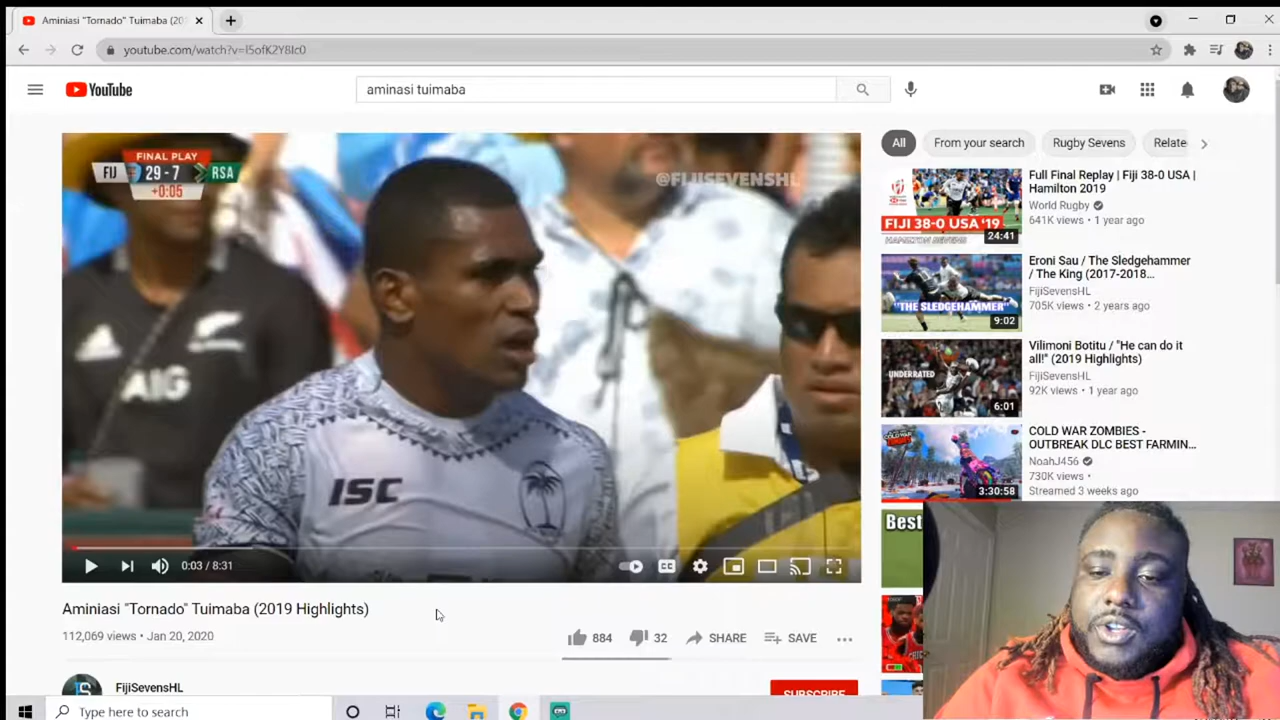 Aminiasi "Tornado" Tuimaba (20
youtube.com/watch?v=l5ofK2Y8Ic0
YouTube
aminasi tuimaba
FINAL PLAY
FIJ 29 - 7 RSA
+0:05
@FIJISEVENSHL
AIG
ISC
0:03 / 8:31
CC
Aminiasi "Tornado" Tuimaba (2019 Highlights)
112,069 views • Jan 20, 2020
884
32
SHARE
SAVE
FijiSevensHL
SUBSCRIBE
All
From your search
Rugby Sevens
Relate
FIJI 38-0 USA '19
HAMILTON SEVENS
24:41
Full Final Replay | Fiji 38-0 USA |
Hamilton 2019
World Rugby
641K views • 1 year ago
"THE SLEDGEHAMMER"
9:02
Eroni Sau / The Sledgehammer
/ The King (2017-2018...
FijiSevensHL
705K views • 2 years ago
UNDERRATED
6:01
Vilimoni Botitu / "He can do it
all!" (2019 Highlights)
FijiSevensHL
92K views • 1 year ago
3:30:58
COLD WAR ZOMBIES -
OUTBREAK DLC BEST FARMIN...
NoahJ456
730K views •
Streamed 3 weeks ago
Best
Type here to search